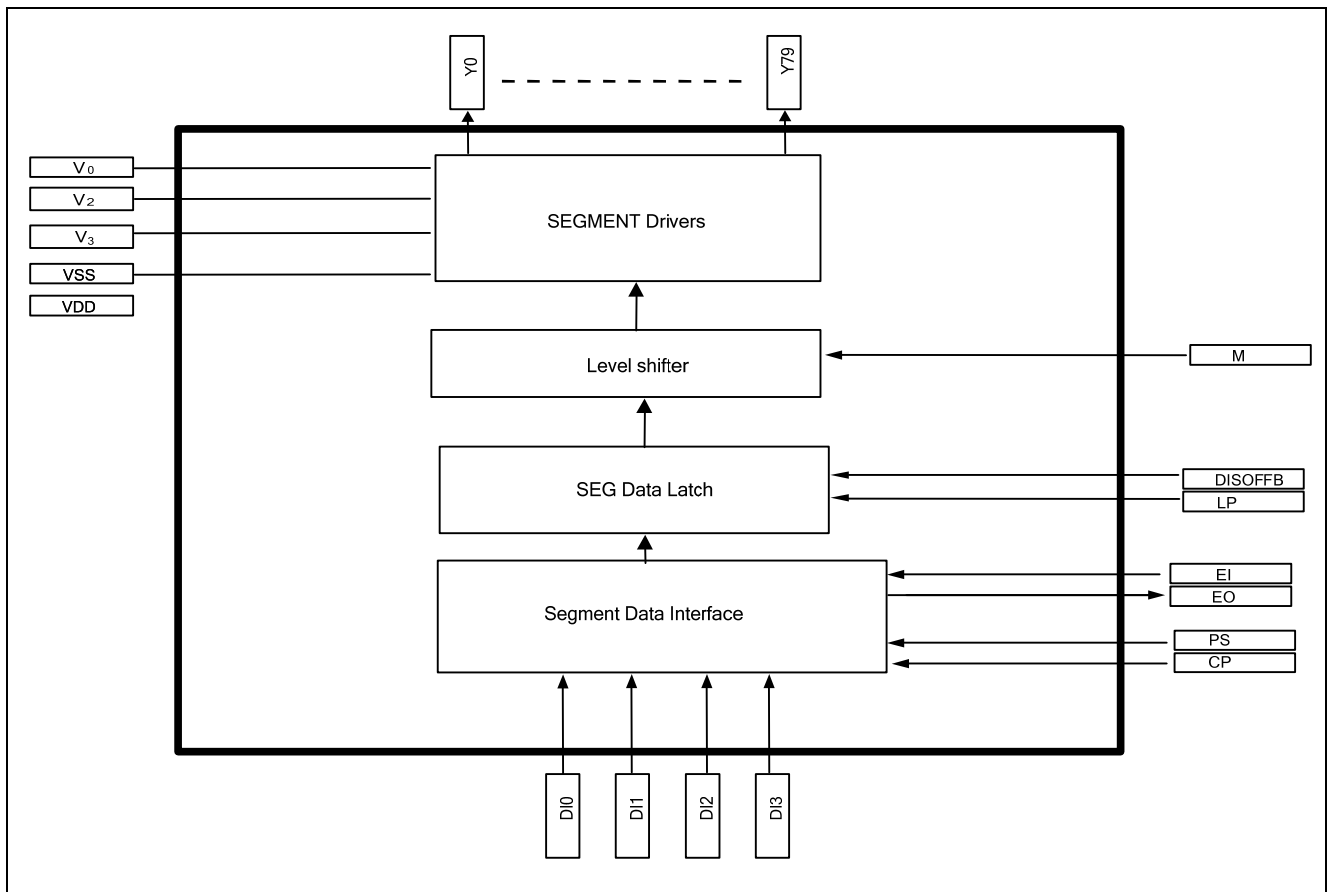 Y0
Y79
V₀
V₂
V₃
VSS
VDD
SEGMENT Drivers
Level shifter
M
SEG Data Latch
DISOFFB
LP
Segment Data Interface
EI
EO
PS
CP
DI0
DI1
DI2
DI3